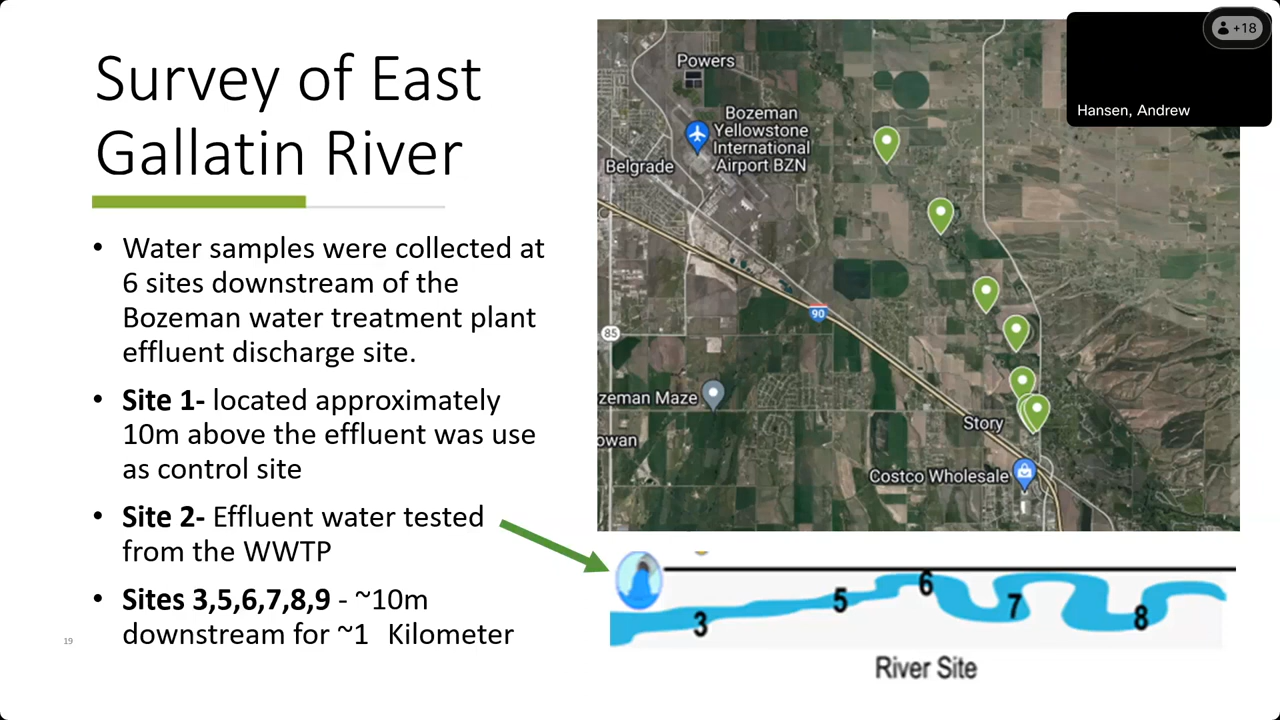 Survey of East
Gallatin River
• Water samples were collected at
6 sites downstream of the
Bozeman water treatment plant
effluent discharge site.
• Site 1- located approximately
10m above the effluent was use
as control site
• Site 2- Effluent water tested
from the WWTP
• Sites 3,5,6,7,8,9 - ~10m
downstream for ~1 Kilometer
19
Powers
Bozeman
Yellowstone
International
Airport BZN
Belgrade
90
85
zeman Maze
owan
Story
Costco Wholesale
+18
Hansen, Andrew
3
5
6
7
8
River Site